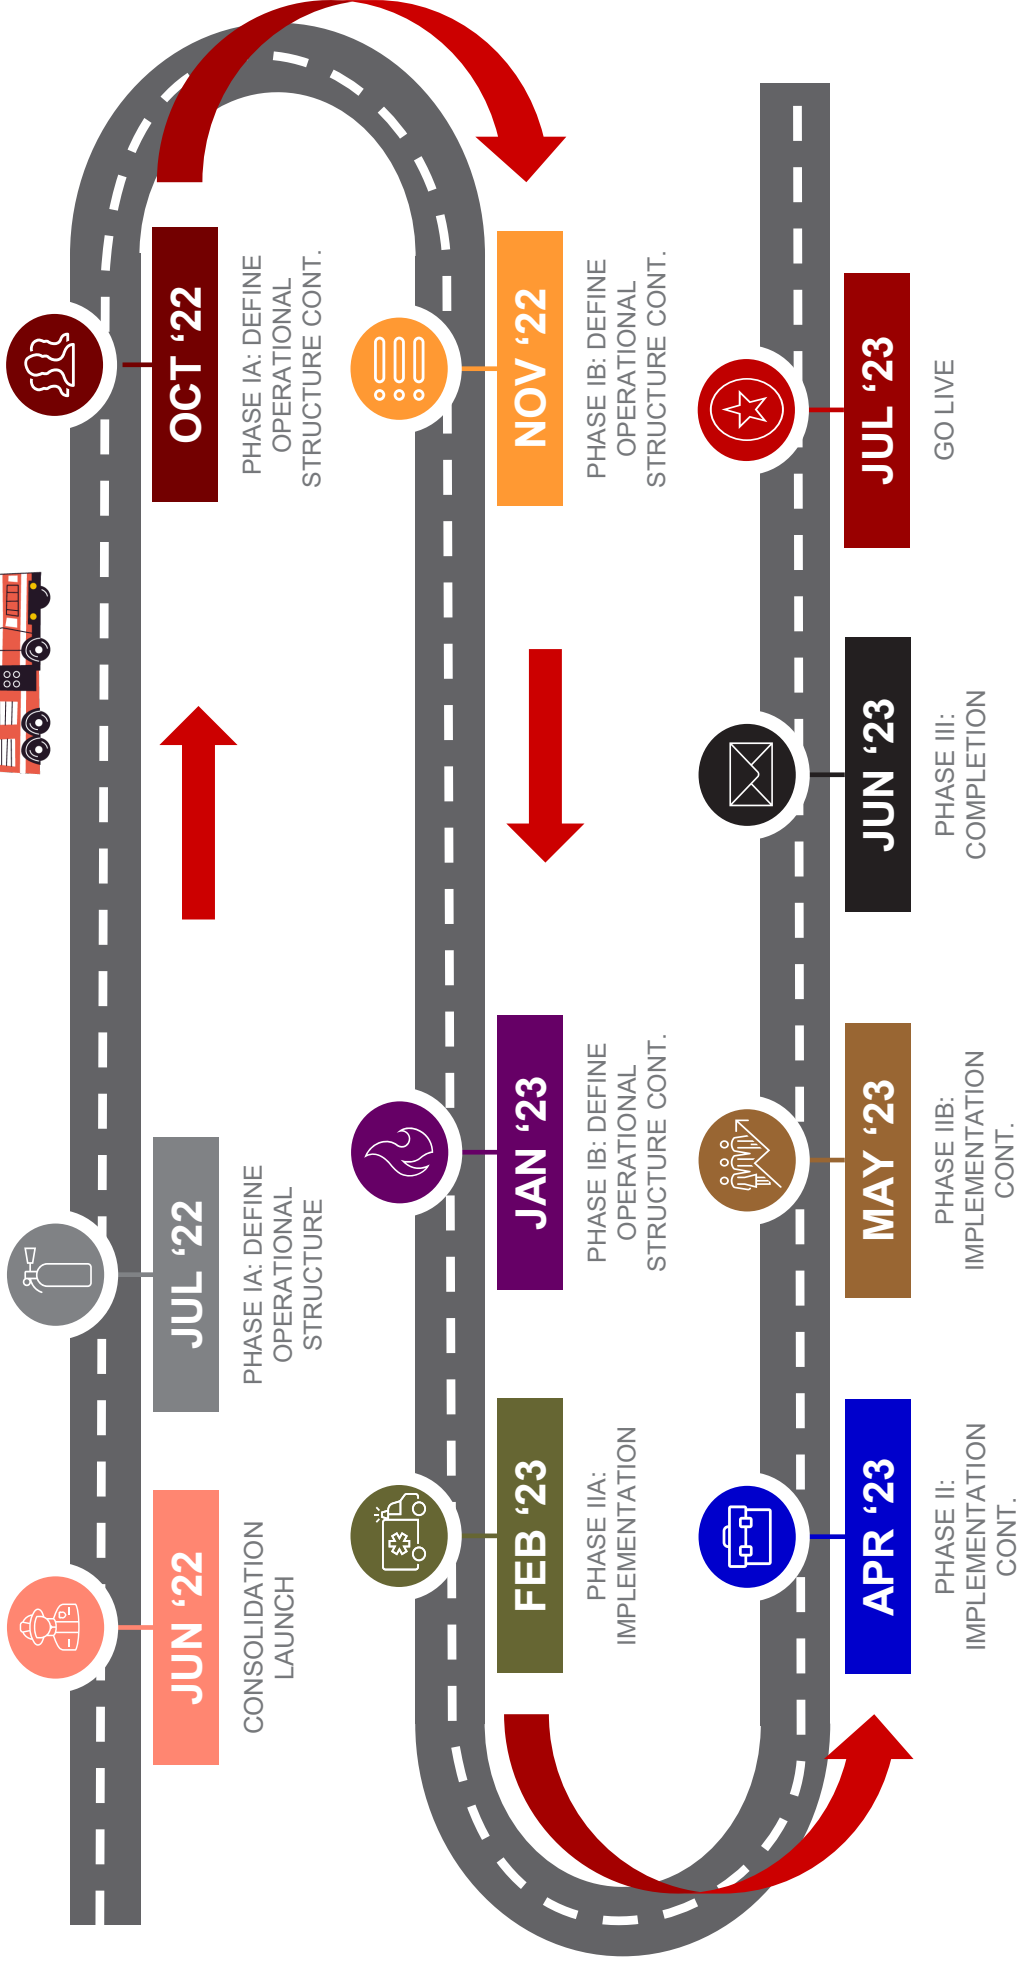 JUN ‘22
CONSOLIDATION
LAUNCH
JUL ‘22
PHASE IA: DEFINE
OPERATIONAL
STRUCTURE
OCT ‘22
PHASE IA: DEFINE
OPERATIONAL
STRUCTURE CONT.
NOV ‘22
PHASE IB: DEFINE
OPERATIONAL
STRUCTURE CONT.
JAN ‘23
PHASE IB: DEFINE
OPERATIONAL
STRUCTURE CONT.
FEB ‘23
PHASE IIA:
IMPLEMENTATION
APR ‘23
PHASE II:
IMPLEMENTATION
CONT.
MAY ‘23
PHASE IIB:
IMPLEMENTATION
CONT.
JUN ‘23
PHASE III:
COMPLETION
JUL ‘23
GO LIVE